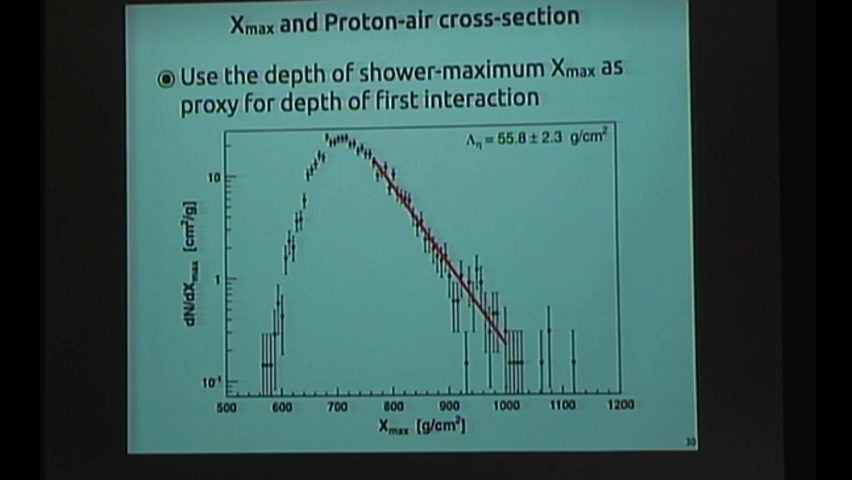 Xmax and Proton-air cross-section
Use the depth of shower-maximum Xmax as
proxy for depth of first interaction
Λη = 55.8 ± 2.3 g/cm²
dN/dXmax [cm²/g]
10
1
10⁻¹
500 600 700 800 900 1000 1100 1200
Xmax [g/cm²]
30